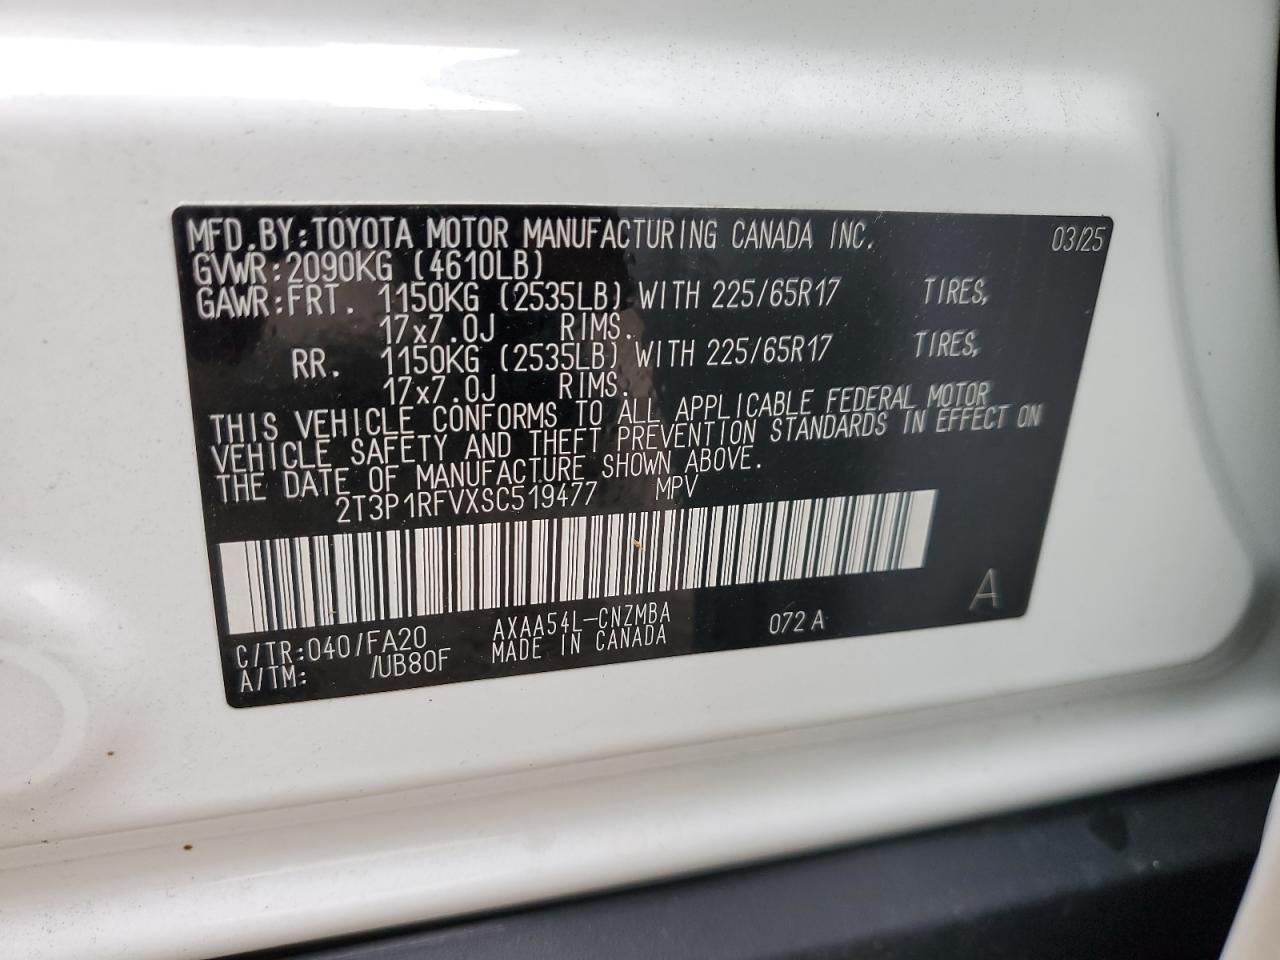 MFD.BY:TOYOTA MOTOR MANUFACTURING CANADA INC. 03/25
GVWR:2090KG (4610LB)
GAWR:FRT. 1150KG (2535LB) WITH 225/65R17 TIRES,
17x7.0J RIMS.
RR. 1150KG (2535LB) WITH 225/65R17 TIRES,
17x7.0J RIMS.
THIS VEHICLE CONFORMS TO ALL APPLICABLE FEDERAL MOTOR
VEHICLE SAFETY AND THEFT PREVENTION STANDARDS IN EFFECT ON
THE DATE OF MANUFACTURE SHOWN ABOVE.
2T3P1RFVXSC519477 MPV
C/TR:040/FA20 AXAA54L-CNZMBA 072 A A
A/TM: /UB80F MADE IN CANADA